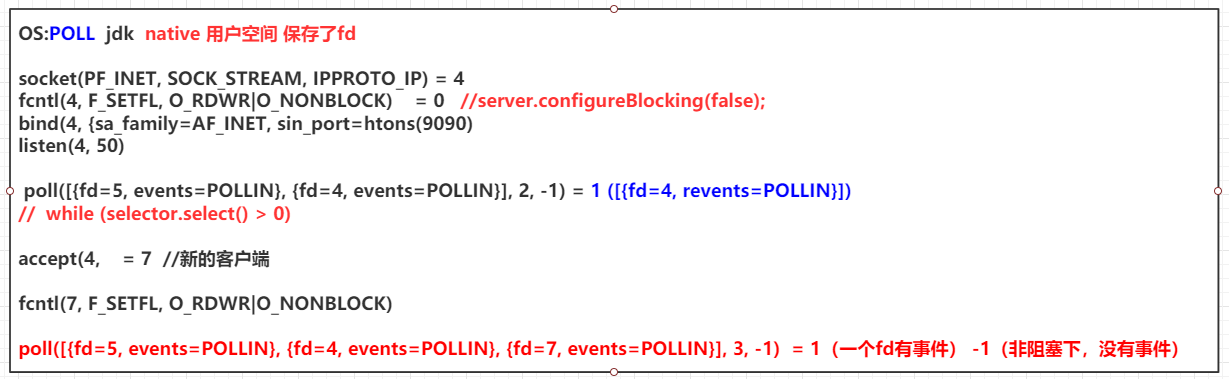 OS:POLL jdk native 用户空间 保存了fd
socket(PF_INET, SOCK_STREAM, IPPROTO_IP) = 4
fcntl(4, F_SETFL, O_RDWR|O_NONBLOCK) = 0 //server.configureBlocking(false);
bind(4, {sa_family=AF_INET, sin_port=htons(9090)
listen(4, 50)
poll([{fd=5, events=POLLIN}, {fd=4, events=POLLIN}], 2, -1) = 1 ([{fd=4, revents=POLLIN}])
// while (selector.select() > 0)
accept(4, = 7 //新的客户端
fcntl(7, F_SETFL, O_RDWR|O_NONBLOCK)
poll([{fd=5, events=POLLIN}, {fd=4, events=POLLIN}, {fd=7, events=POLLIN}], 3, -1) = 1（一个fd有事件） -1（非阻塞下，没有事件）